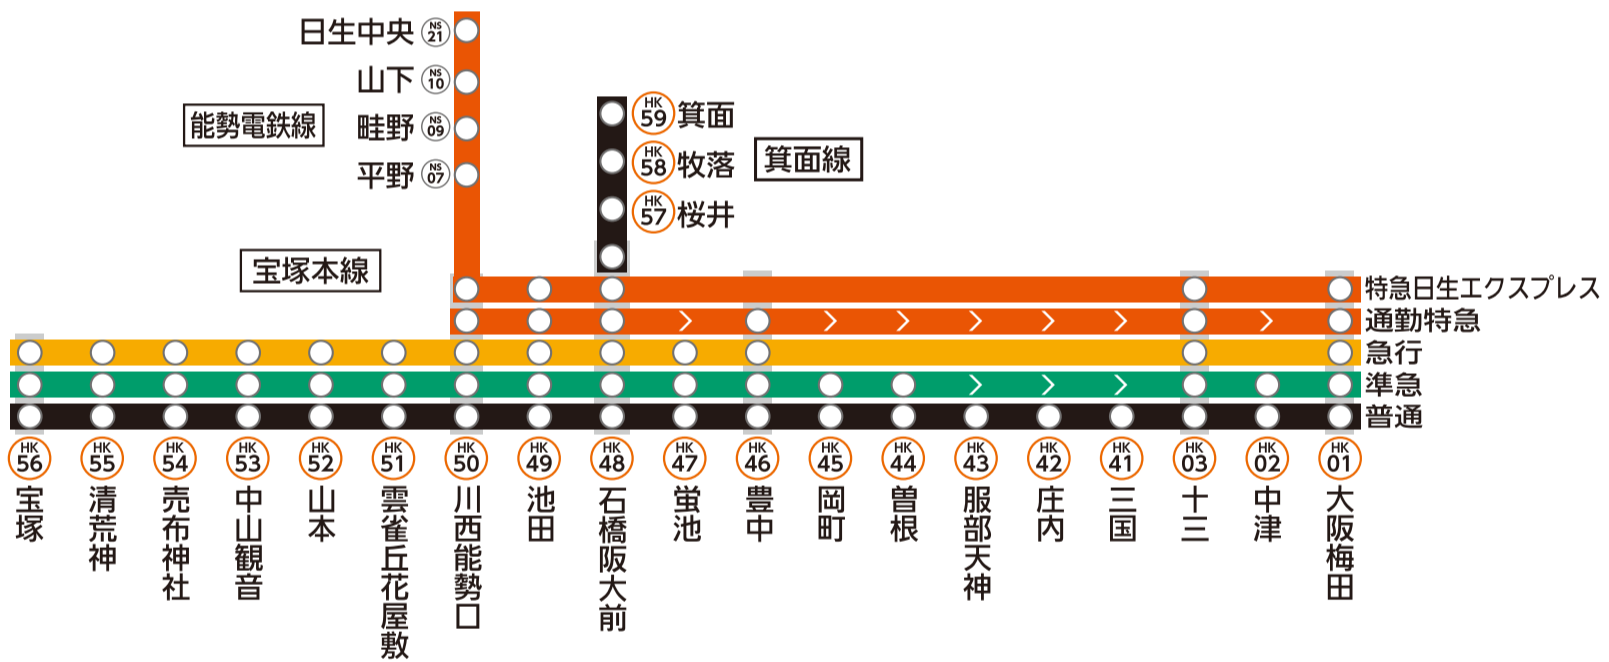 日生中央 NS 21
山下 NS 10
能勢電鉄線
畦野 NS 09
平野 NS 07
HK 59 箕面
HK 58 牧落
箕面線
HK 57 桜井
宝塚本線
特急日生エクスプレス
通勤特急
急行
準急
普通
HK 56 宝塚
HK 55 清荒神
HK 54 売布神社
HK 53 中山観音
HK 52 山本
HK 51 雲雀丘花屋敷
HK 50 川西能勢口
HK 49 池田
HK 48 石橋阪大前
HK 47 蛍池
HK 46 豊中
HK 45 岡町
HK 44 曽根
HK 43 服部天神
HK 42 庄内
HK 41 三国
HK 03 十三
HK 02 中津
HK 01 大阪梅田